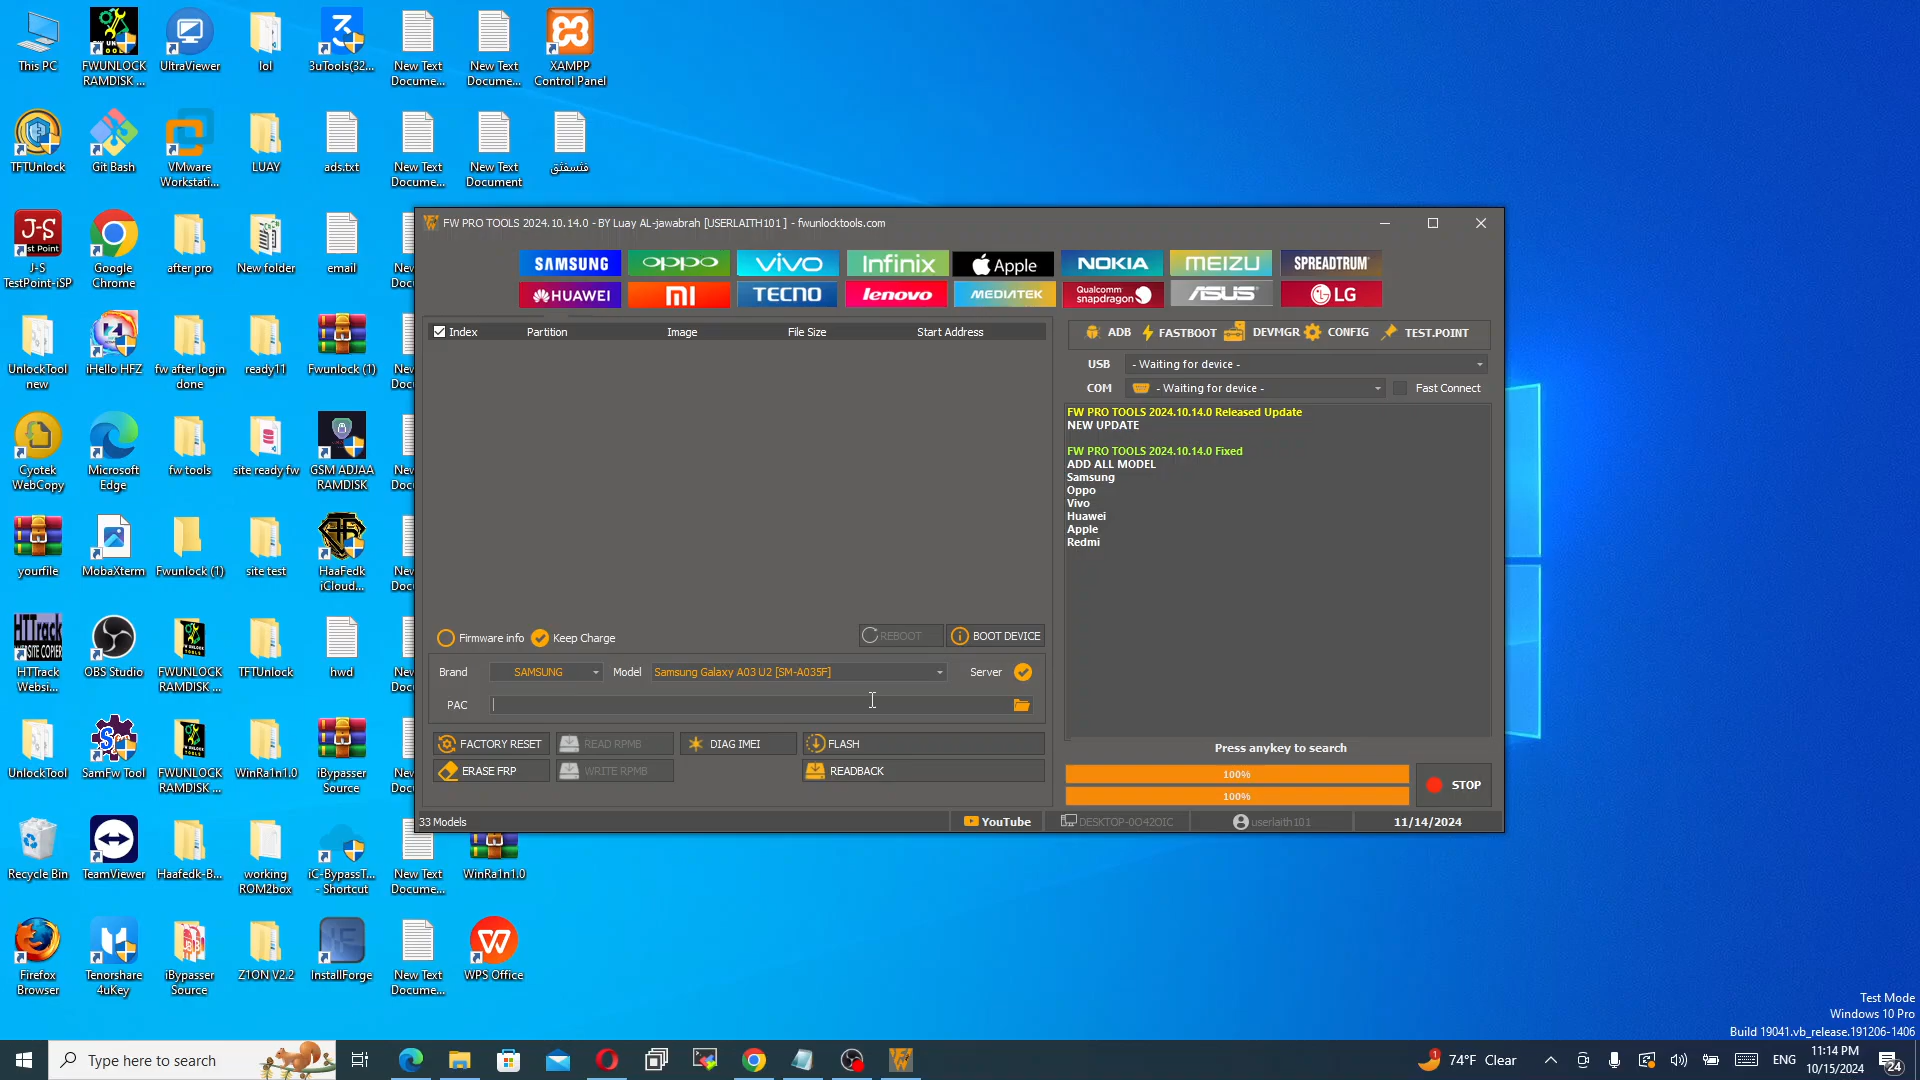 This PC
FWUNLOCK
RAMDISK ...
UltraViewer
lol
3uTools(32...
New Text
Docume...
New Text
Docume...
XAMPP
Control Panel
TFTUnlock
Git Bash
VMware
Workstati...
LUAY
ads.txt
New Text
Docume...
New Text
Document
فنسفثق
J-S
TestPoint-iSP
Google
Chrome
after pro
New folder
email
New
Docu
UnlockTool
new
iHello HFZ
fw after login
done
ready11
Fwunlock (1)
New
Docu
Cyotek
WebCopy
Microsoft
Edge
fw tools
site ready fw
GSM ADJAA
RAMDISK
New
Docu
yourfile
MobaXterm
Fwunlock (1)
site test
HaaFedk
iCloud...
New
Docu
HTTrack
Websi...
OBS Studio
FWUNLOCK
RAMDISK ...
TFTUnlock
hwd
New
Docu
UnlockTool
SamFw Tool
FWUNLOCK
RAMDISK ...
WinRa1n1.0
iBypasser
Source
New
Docu
Recycle Bin
TeamViewer
Haafedk-B...
working
ROM2box
iC-BypassT...
- Shortcut
New Text
Docume...
WinRa1n1.0
Firefox
Browser
Tenorshare
4uKey
iBypasser
Source
Z1ON V2.2
InstallForge
New Text
Docume...
WPS Office
FW PRO TOOLS 2024.10.14.0 - BY Luay AL-jawabrah [USERLAITH101 ] - fwunlocktools.com
SAMSUNG oppo vivo Infinix Apple NOKIA MEIZU SPREADTRUM
HUAWEI mi TECNO lenovo MEDIATEK Qualcomm snapdragon ASUS LG
Index Partition Image File Size Start Address
ADB FASTBOOT DEVMGR CONFIG TEST.POINT
USB - Waiting for device -
COM - Waiting for device - Fast Connect
FW PRO TOOLS 2024.10.14.0 Released Update
NEW UPDATE
FW PRO TOOLS 2024.10.14.0 Fixed
ADD ALL MODEL
Samsung
Oppo
Vivo
Huawei
Apple
Redmi
Firmware info Keep Charge REBOOT BOOT DEVICE
Brand SAMSUNG Model Samsung Galaxy A03 U2 [SM-A035F] Server
PAC
FACTORY RESET READ RPMB DIAG IMEI FLASH
ERASE FRP WRITE RPMB READBACK
Press anykey to search
100%
100%
STOP
33 Models YouTube DESKTOP-0O42OIC userlaith101 11/14/2024
Test Mode
Windows 10 Pro
Build 19041.vb_release.191206-1406
Type here to search
74°F Clear
ENG
11:14 PM
10/15/2024
24